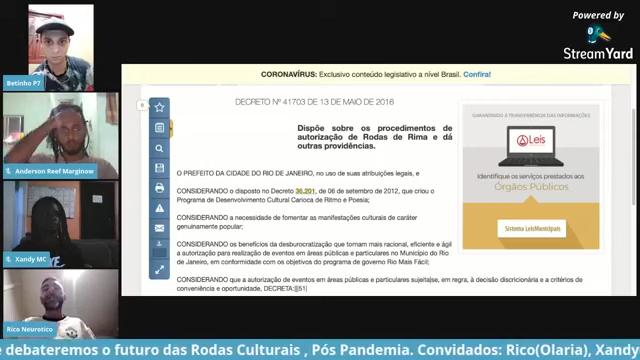 Powered by
StreamYard
Betinho P7
Anderson Reef Marginow
Xandy MC
Rico Neurotico
CORONAVÍRUS: Exclusivo conteúdo legislativo a nível Brasil. Confira!
0
DECRETO Nº 41703 DE 13 DE MAIO DE 2016
Dispõe sobre os procedimentos de
autorização de Rodas de Rima e dá
outras providências.
O PREFEITO DA CIDADE DO RIO DE JANEIRO, no uso de suas atribuições legais, e
CONSIDERANDO o disposto no Decreto 36.201, de 06 de setembro de 2012, que criou o
Programa de Desenvolvimento Cultural Carioca de Ritmo e Poesia;
CONSIDERANDO a necessidade de fomentar as manifestações culturais de caráter
genuinamente popular;
CONSIDERANDO os benefícios da desburocratização que tornam mais racional, eficiente e ágil
a autorização para realização de eventos em áreas públicas e particulares no Município do Rio
de Janeiro, em conformidade com os objetivos do programa de governo Rio Mais Fácil;
CONSIDERANDO que a autorização de eventos em áreas públicas e particulares sujeita|se, em regra, à decisão discricionária e a critérios de
conveniência e oportunidade, DECRETA:[[51]
GARANTINDO A TRANSPARÊNCIA DAS INFORMAÇÕES
Leis
Identifique os serviços prestados aos
Órgãos Públicos
Sistema LeisMunicipais
e debateremos o futuro das Rodas Culturais , Pós Pandemia. Convidados: Rico(Olaria), Xandy